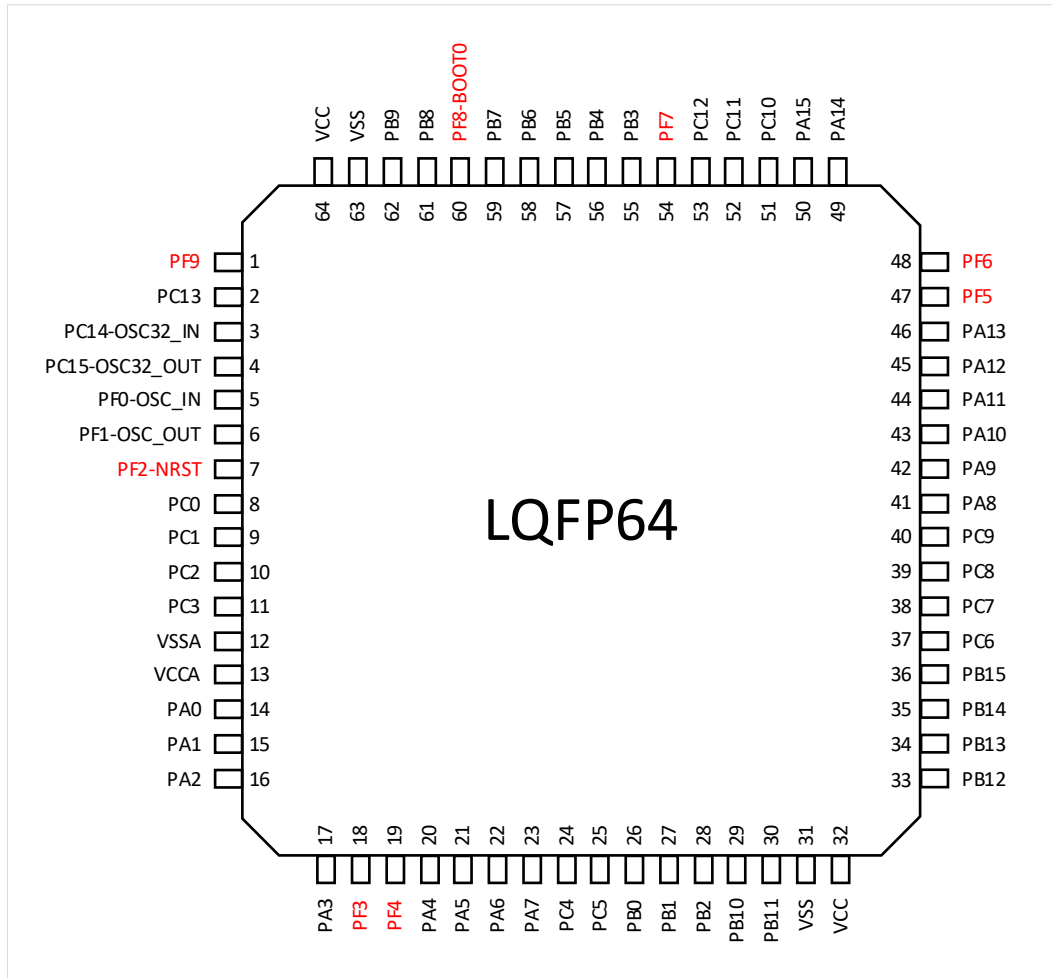 VCC VSS PB9 PB8 PF8-BOOT0 PB7 PB6 PB5 PB4 PB3 PF7 PC12 PC11 PC10 PA15 PA14
64 63 62 61 60 59 58 57 56 55 54 53 52 51 50 49
PF9 1 48 PF6
PC13 2 47 PF5
PC14-OSC32_IN 3 46 PA13
PC15-OSC32_OUT 4 45 PA12
PF0-OSC_IN 5 44 PA11
PF1-OSC_OUT 6 43 PA10
PF2-NRST 7 42 PA9
PC0 8 41 PA8
LQFP64
PC1 9 40 PC9
PC2 10 39 PC8
PC3 11 38 PC7
VSSA 12 37 PC6
VCCA 13 36 PB15
PA0 14 35 PB14
PA1 15 34 PB13
PA2 16 33 PB12
17 18 19 20 21 22 23 24 25 26 27 28 29 30 31 32
PA3 PF3 PF4 PA4 PA5 PA6 PA7 PC4 PC5 PB0 PB1 PB2 PB10 PB11 VSS VCC